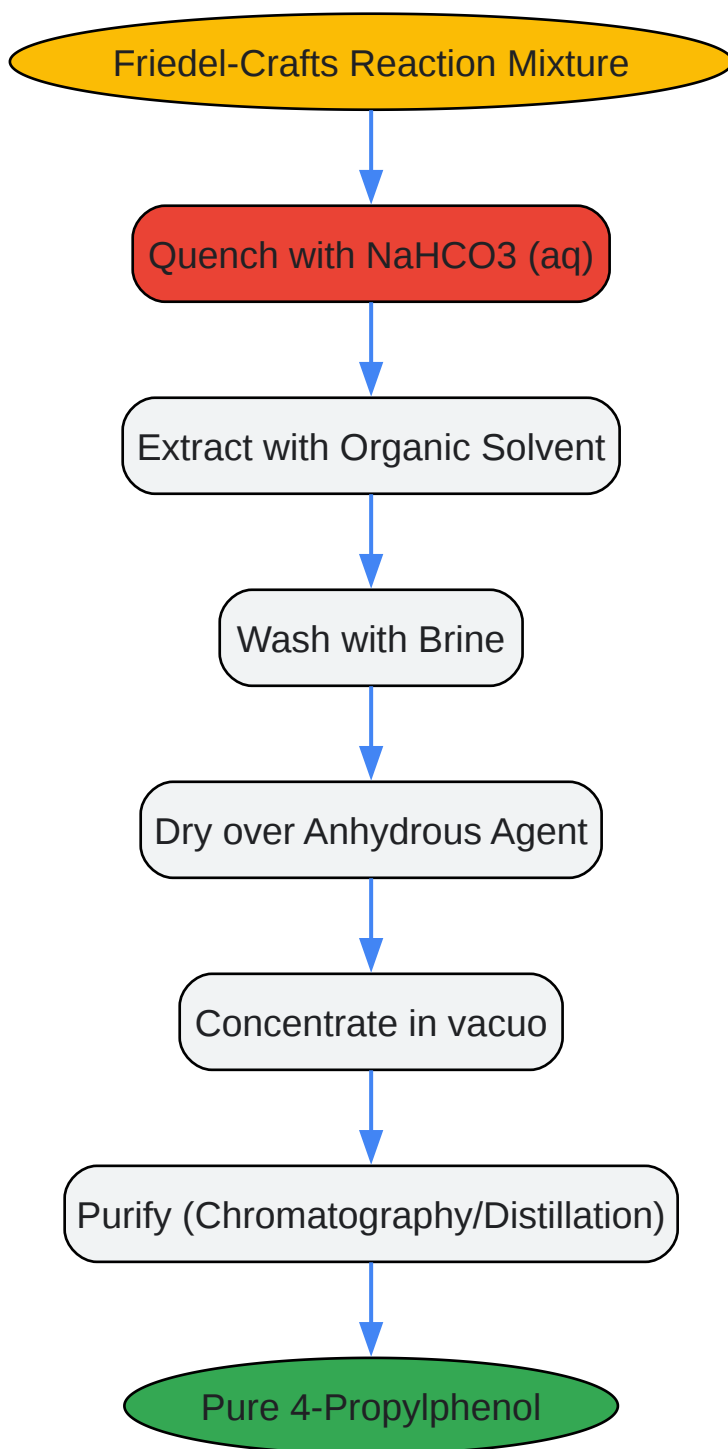 Friedel-Crafts Reaction Mixture
Quench with NaHCO3 (aq)
Extract with Organic Solvent
Wash with Brine
Dry over Anhydrous Agent
Concentrate in vacuo
Purify (Chromatography/Distillation)
Pure 4-Propylphenol